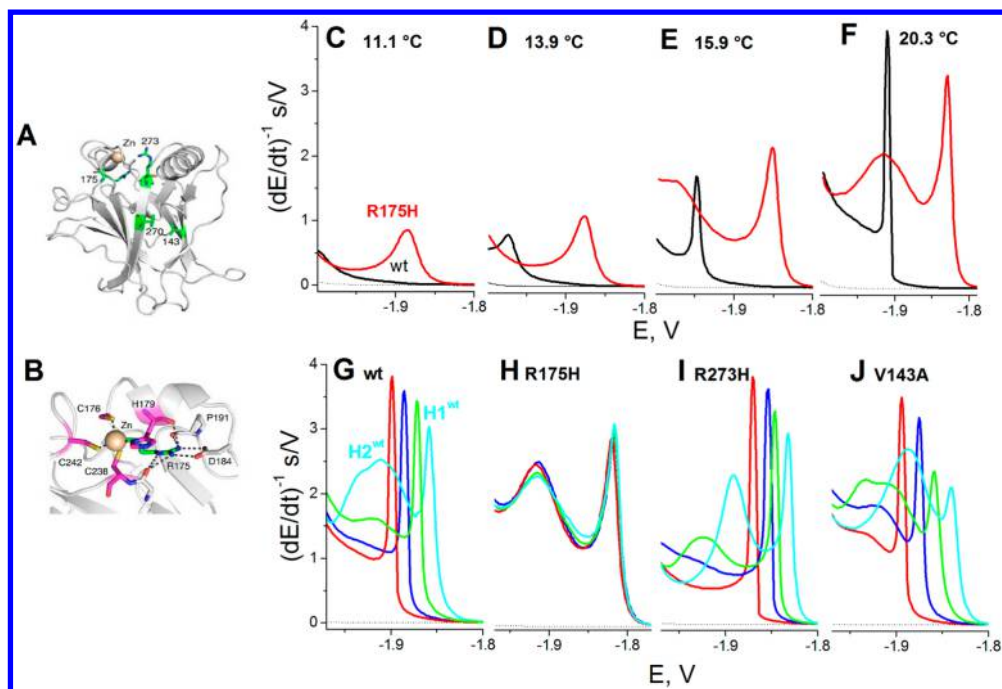 A
Zn 273
175
270
143
B
C176 H179
Zn P191
C242 C238 R175 D184
C 11.1 °C
D 13.9 °C
E 15.9 °C
F 20.3 °C
(dE/dt)-1 s/V
4
3
2
1
0
R175H
wt
-1.9 -1.9 -1.8 -1.9 -1.8 -1.9 -1.8
E, V
G wt
H R175H
I R273H
J V143A
(dE/dt)-1 s/V
4
3
2
1
0
H2wt
H1wt
-1.9 -1.8 -1.9 -1.8 -1.9 -1.8 -1.9 -1.8
E, V